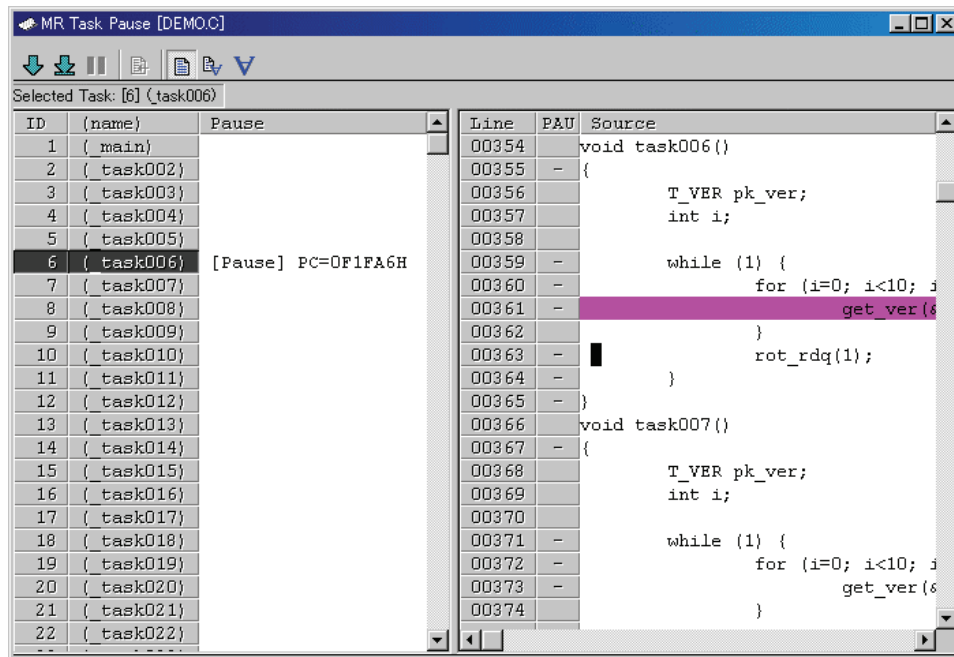 MR Task Pause [DEMO.C]
Selected Task: [6] (_task006)
ID (name) Pause
1 (_main)
2 (_task002)
3 (_task003)
4 (_task004)
5 (_task005)
6 (_task006) [Pause] PC=0F1FA6H
7 (_task007)
8 (_task008)
9 (_task009)
10 (_task010)
11 (_task011)
12 (_task012)
13 (_task013)
14 (_task014)
15 (_task015)
16 (_task016)
17 (_task017)
18 (_task018)
19 (_task019)
20 (_task020)
21 (_task021)
22 (_task022)
Line PAU Source
00354 void task006()
00355 - {
00356 T_VER pk_ver;
00357 int i;
00358
00359 - while (1) {
00360 - for (i=0; i<10; i
00361 - get_ver(&
00362 }
00363 - rot_rdq(1);
00364 - }
00365 - }
00366 void task007()
00367 - {
00368 T_VER pk_ver;
00369 int i;
00370
00371 - while (1) {
00372 - for (i=0; i<10; i
00373 - get_ver(&
00374 }